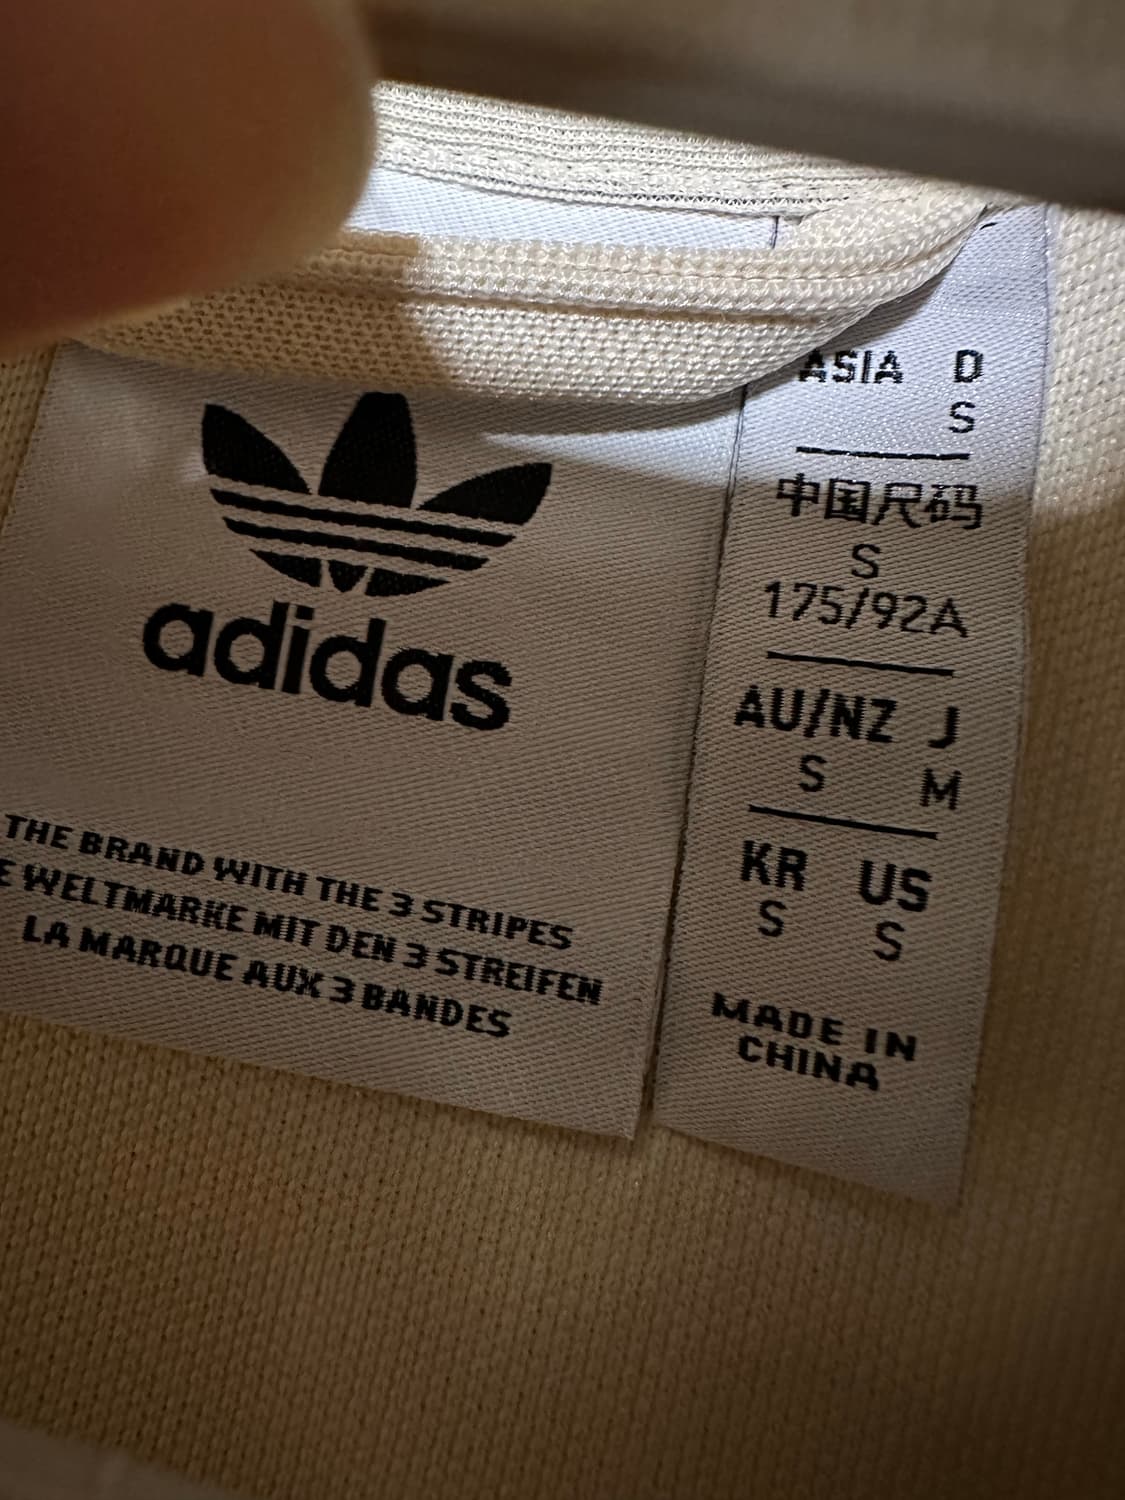 adidas
THE BRAND WITH THE 3 STRIPES
WELTMARKE MIT DEN 3 STREIFEN
LA MARQUE AUX 3 BANDES
ASIA D
S
中国尺码
S
175/92A
AU/NZ J
S M
KR US
S S
MADE IN
CHINA